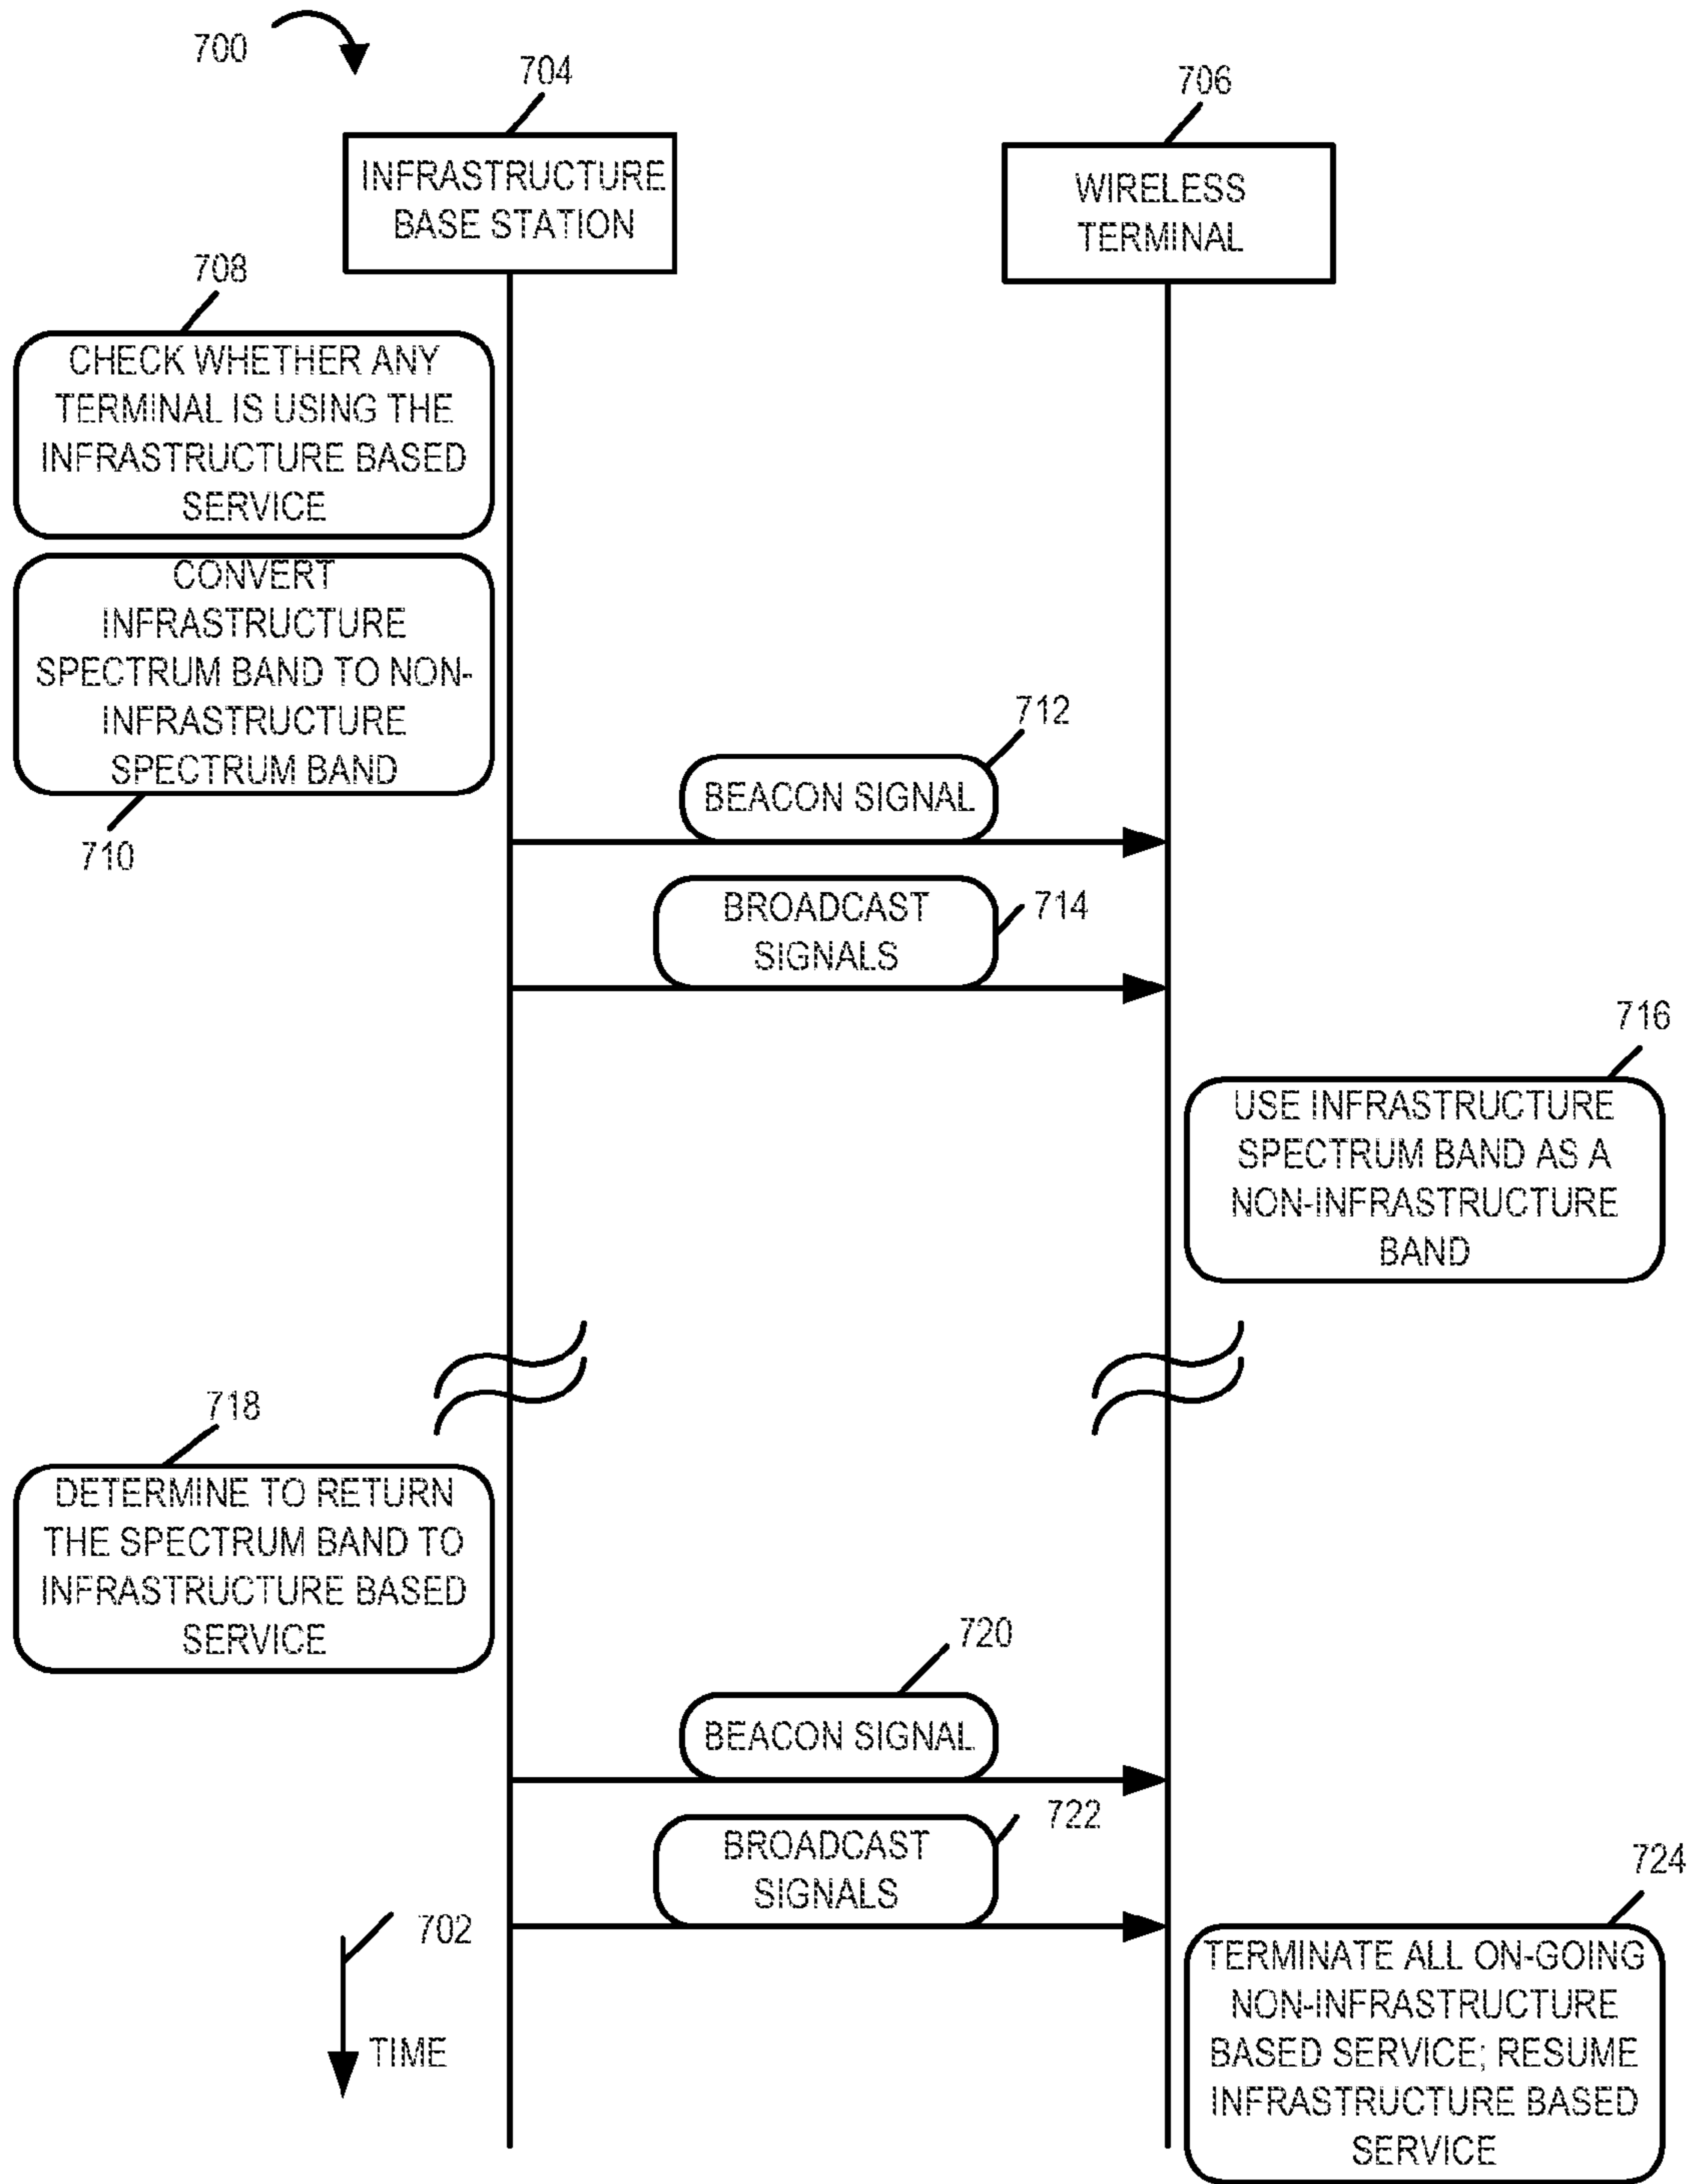 700
704
706
INFRASTRUCTURE
BASE STATION
WIRELESS
TERMINAL
708
CHECK WHETHER ANY
TERMINAL IS USING THE
INFRASTRUCTURE BASED
SERVICE
CONVERT
INFRASTRUCTURE
SPECTRUM BAND TO NON-
INFRASTRUCTURE
SPECTRUM BAND
710
712
BEACON SIGNAL
BROADCAST
SIGNALS
714
716
USE INFRASTRUCTURE
SPECTRUM BAND AS A
NON-INFRASTRUCTURE
BAND
718
DETERMINE TO RETURN
THE SPECTRUM BAND TO
INFRASTRUCTURE BASED
SERVICE
720
BEACON SIGNAL
722
BROADCAST
SIGNALS
724
TERMINATE ALL ON-GOING
NON-INFRASTRUCTURE
BASED SERVICE; RESUME
INFRASTRUCTURE BASED
SERVICE
702
TIME